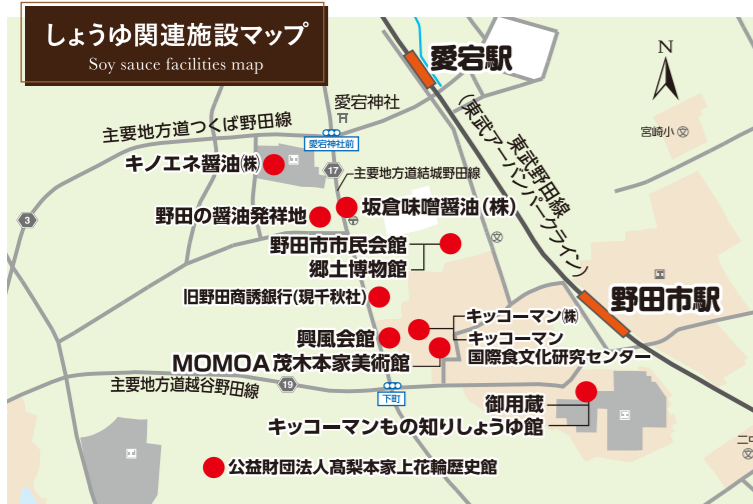 しょうゆ関連施設マップ
Soy sauce facilities map
愛宕駅
N
愛宕神社
主要地方道つくば野田線
愛宕神社前
宮崎小
東武野田線
(東武アーバンパークライン)
キノエネ醤油㈱
17
主要地方道結城野田線
3
野田の醤油発祥地
坂倉味噌醤油(株)
野田市市民会館
郷土博物館
旧野田商誘銀行(現千秋社)
野田市駅
キッコーマン㈱
興風会館
キッコーマン
国際食文化研究センター
MOMOA茂木本家美術館
主要地方道越谷野田線
19
下町
御用蔵
キッコーマンもの知りしょうゆ館
二中
公益財団法人髙梨本家上花輪歴史館